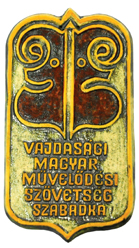 VAJDASÁGI
MAGYAR
MŰVELŐDÉSI
SZÖVETSÉG
SZABADKA